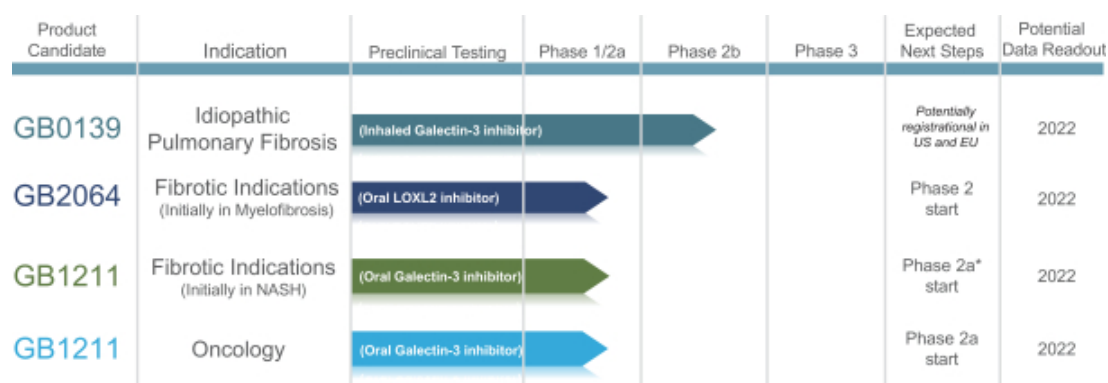 Product
Candidate
Indication
Preclinical Testing
Phase 1/2a
Phase 2b
Phase 3
Expected
Next Steps
Potential
Data Readout
GB0139
Idiopathic
Pulmonary Fibrosis
(Inhaled Galectin-3 inhibitor)
Potentially
registrational in
US and EU
2022
GB2064
Fibrotic Indications
(Initially in Myelofibrosis)
(Oral LOXL2 inhibitor)
Phase 2
start
2022
GB1211
Fibrotic Indications
(Initially in NASH)
(Oral Galectin-3 inhibitor)
Phase 2a*
start
2022
GB1211
Oncology
(Oral Galectin-3 inhibitor)
Phase 2a
start
2022